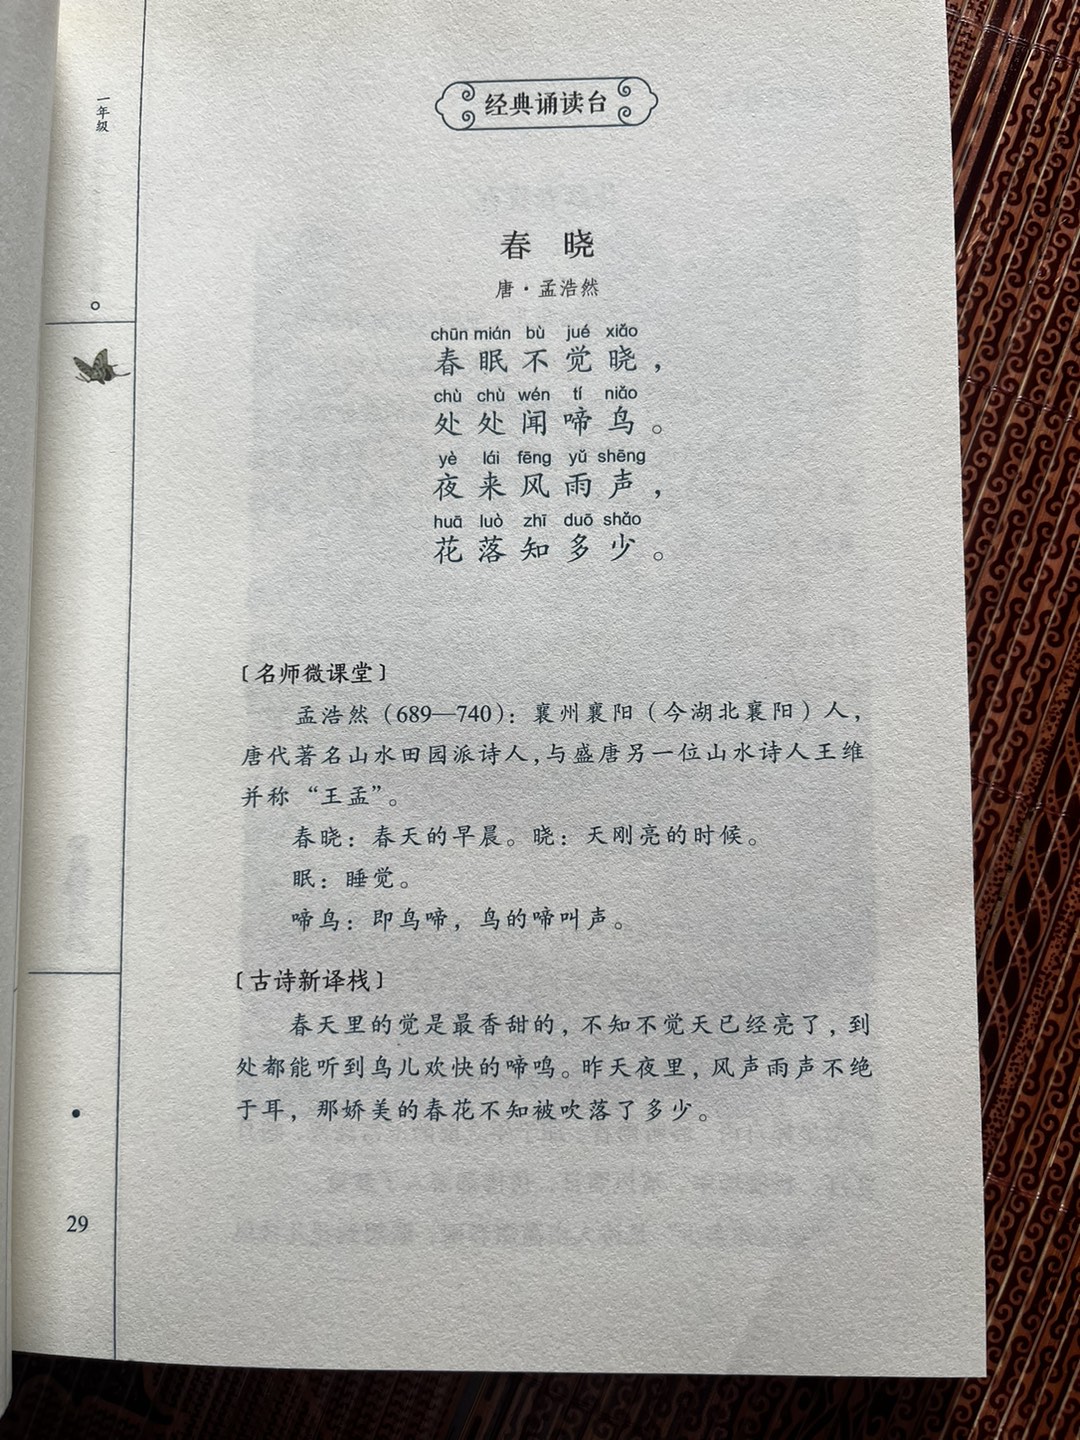 一年级
经典诵读台
春 晓
唐·孟浩然
chūn mián bù jué xiǎo
春眠不觉晓，
chù chù wén tí niǎo
处处闻啼鸟。
yè lái fēng yǔ shēng
夜来风雨声，
huā luò zhī duō shǎo
花落知多少。
〔名师微课堂〕
孟浩然（689—740）：襄州襄阳（今湖北襄阳）人，
唐代著名山水田园派诗人，与盛唐另一位山水诗人王维
并称“王孟”。
春晓：春天的早晨。晓：天刚亮的时候。
眠：睡觉。
啼鸟：即鸟啼，鸟的啼叫声。
〔古诗新译栈〕
春天里的觉是最香甜的，不知不觉天已经亮了，到
处都能听到鸟儿欢快的啼鸣。昨天夜里，风声雨声不绝
于耳，那娇美的春花不知被吹落了多少。
29